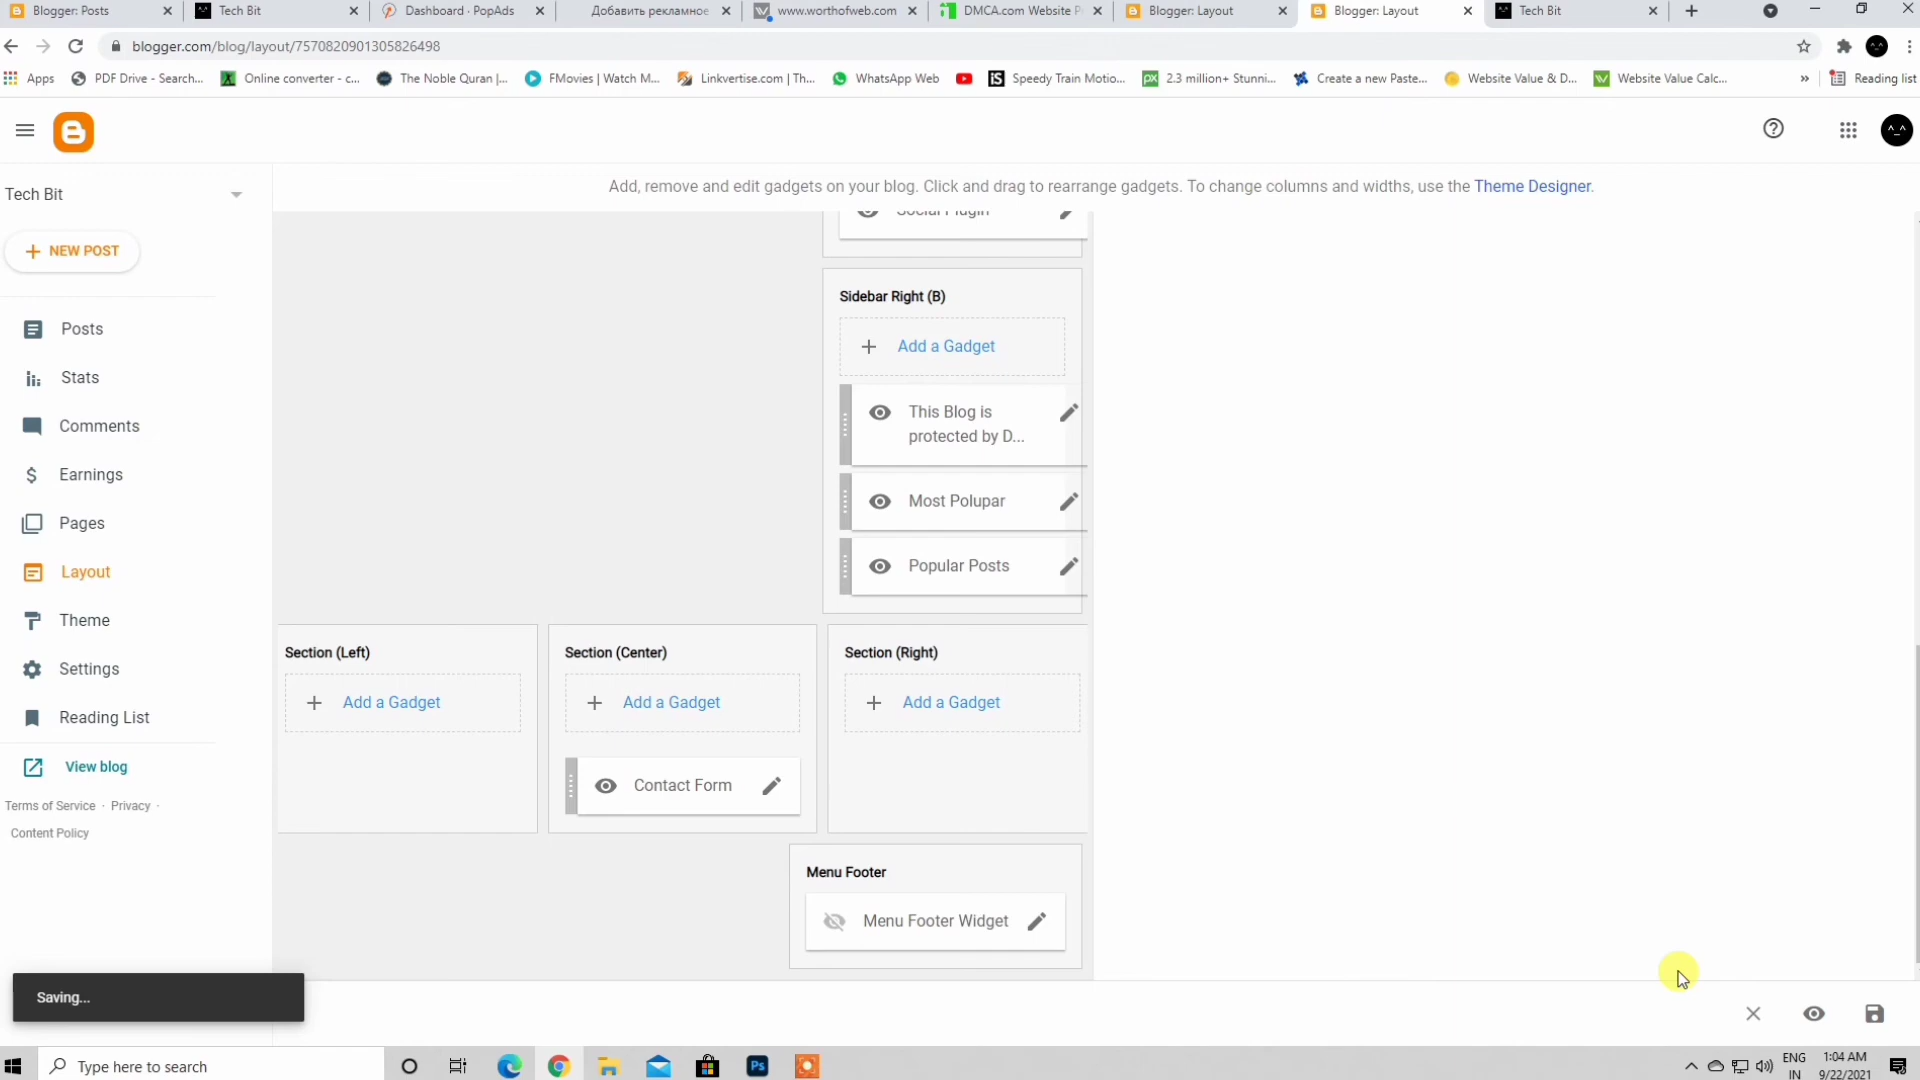 Blogger: Posts
Tech Bit
Dashboard · PopAds
Добавить рекламное
www.worthofweb.com
DMCA.com Website P
Blogger: Layout
Blogger: Layout
Tech Bit
blogger.com/blog/layout/7570820901305826498
Apps
PDF Drive - Search...
Online converter - c...
The Noble Quran |...
FMovies | Watch M...
Linkvertise.com | Th...
WhatsApp Web
Speedy Train Motio...
2.3 million+ Stunni...
Create a new Paste...
Website Value & D...
Website Value Calc...
»
Reading list
Tech Bit
Add, remove and edit gadgets on your blog. Click and drag to rearrange gadgets. To change columns and widths, use the Theme Designer.
NEW POST
Posts
Stats
Comments
Earnings
Pages
Layout
Theme
Settings
Reading List
View blog
Terms of Service · Privacy ·
Content Policy
Social Plugin
Sidebar Right (B)
Add a Gadget
This Blog is
protected by D...
Most Polupar
Popular Posts
Section (Left)
Add a Gadget
Section (Center)
Add a Gadget
Contact Form
Section (Right)
Add a Gadget
Menu Footer
Menu Footer Widget
Saving...
Type here to search
Ps
ENG
IN
1:04 AM
9/22/2021